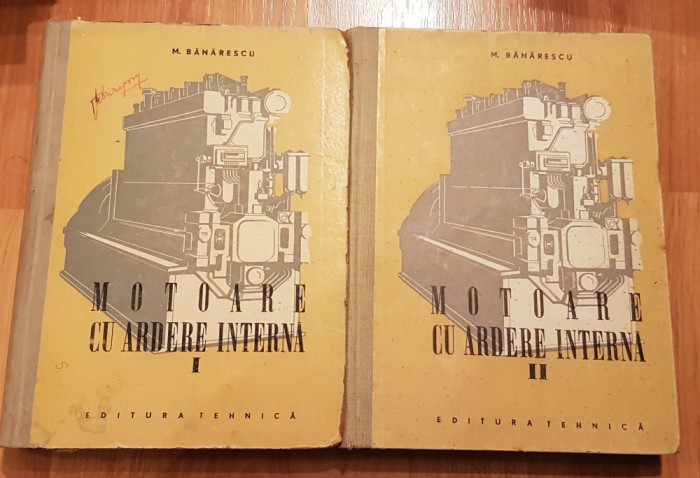 M. BĂNĂRESCU
MOTOARE
CU ARDERE INTERNĂ
I
EDITURA TEHNICĂ
M. BĂNĂRESCU
MOTOARE
CU ARDERE INTERNĂ
II
EDITURA TEHNICĂ